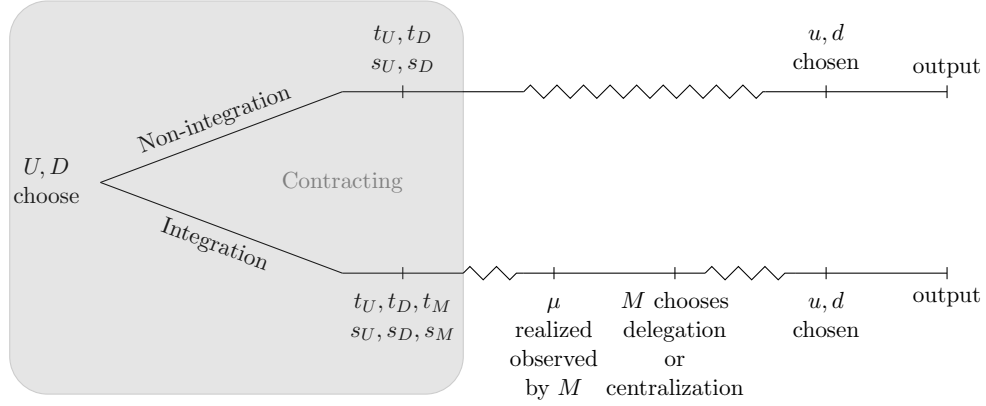 t_U, t_D
s_U, s_D
u, d
chosen
output
Non-integration
U, D
choose
Contracting
Integration
t_U, t_D, t_M
s_U, s_D, s_M
μ
realized
observed
by M
M chooses
delegation
or
centralization
u, d
chosen
output